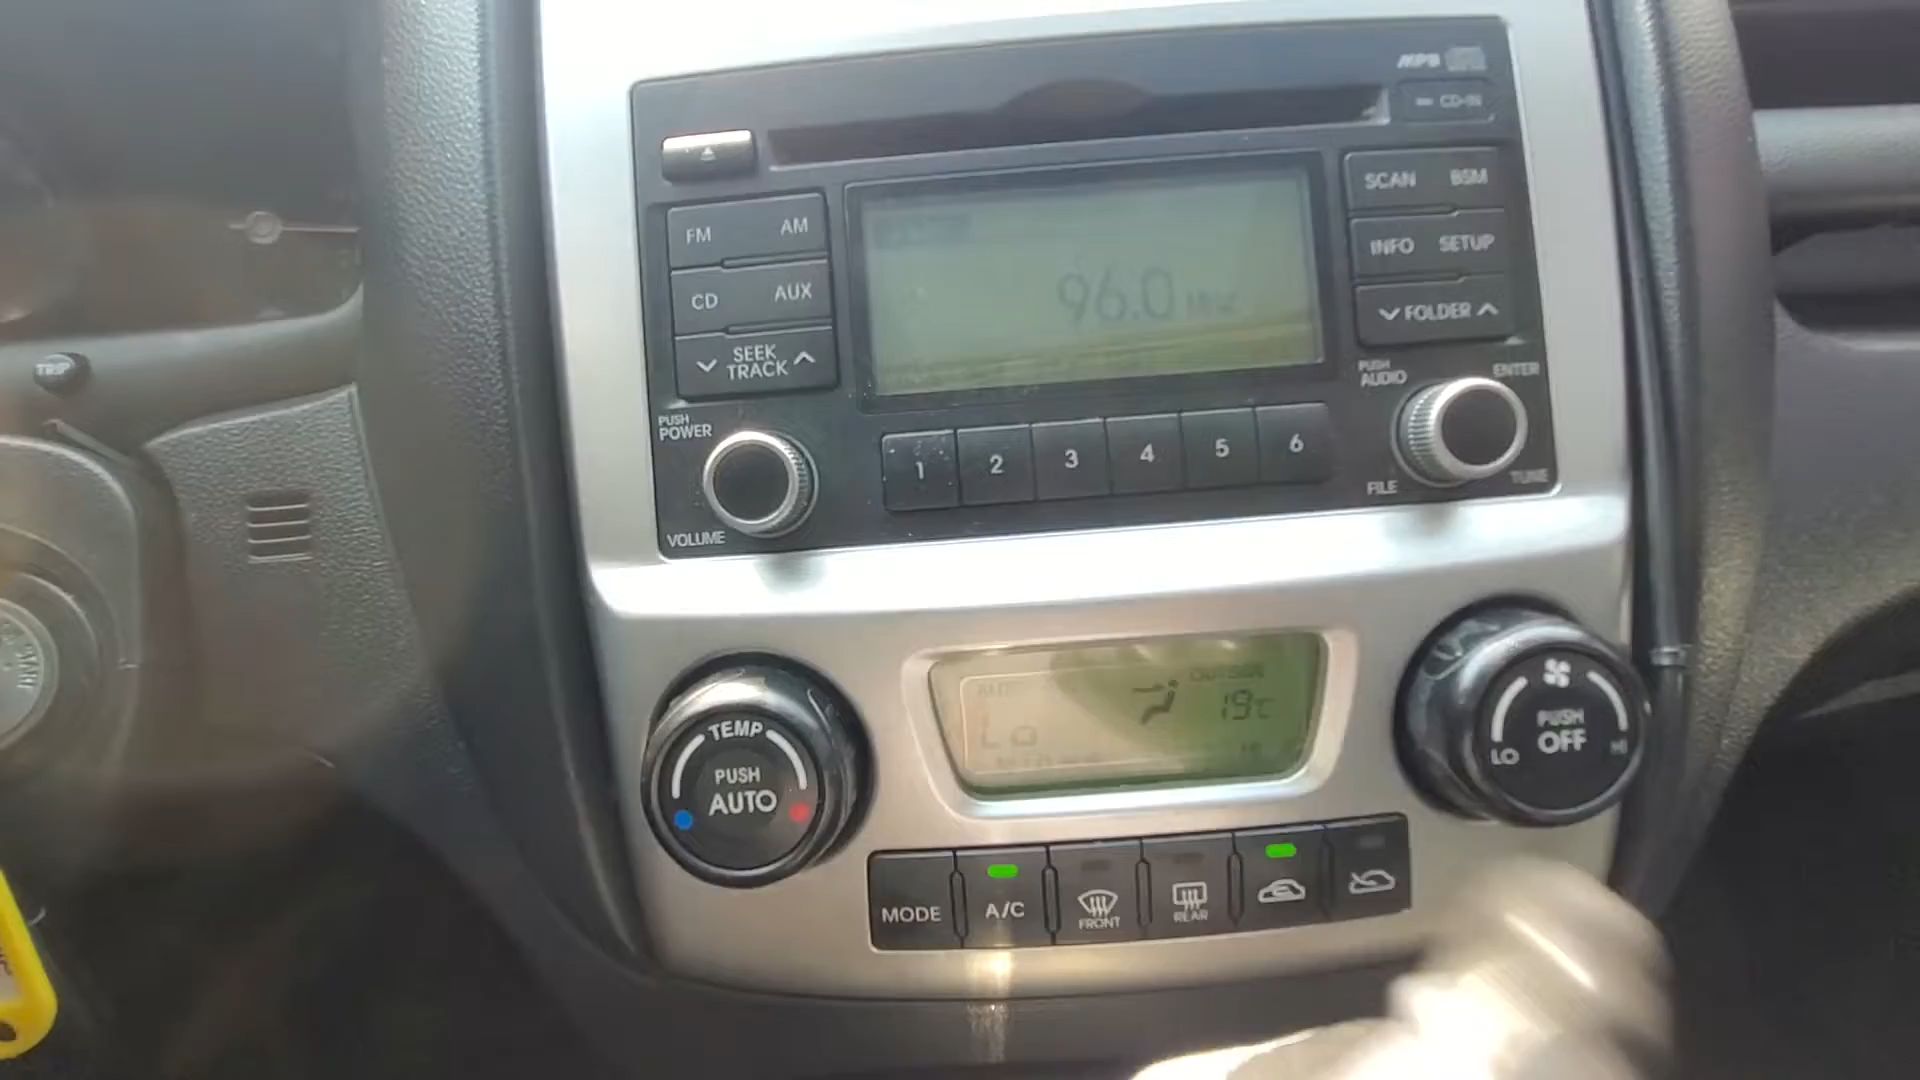 MP3
CD-IN
FM AM
CD AUX
SEEK
TRACK
PUSH
POWER
VOLUME
96.0 MHz
SCAN BSM
INFO SETUP
FOLDER
PUSH
AUDIO
ENTER
FILE
TUNE
1 2 3 4 5 6
TRIP
START
TEMP
PUSH
AUTO
OUTSIDE
Lo
19°C
PUSH
OFF
LO HI
MODE
A/C
FRONT
REAR